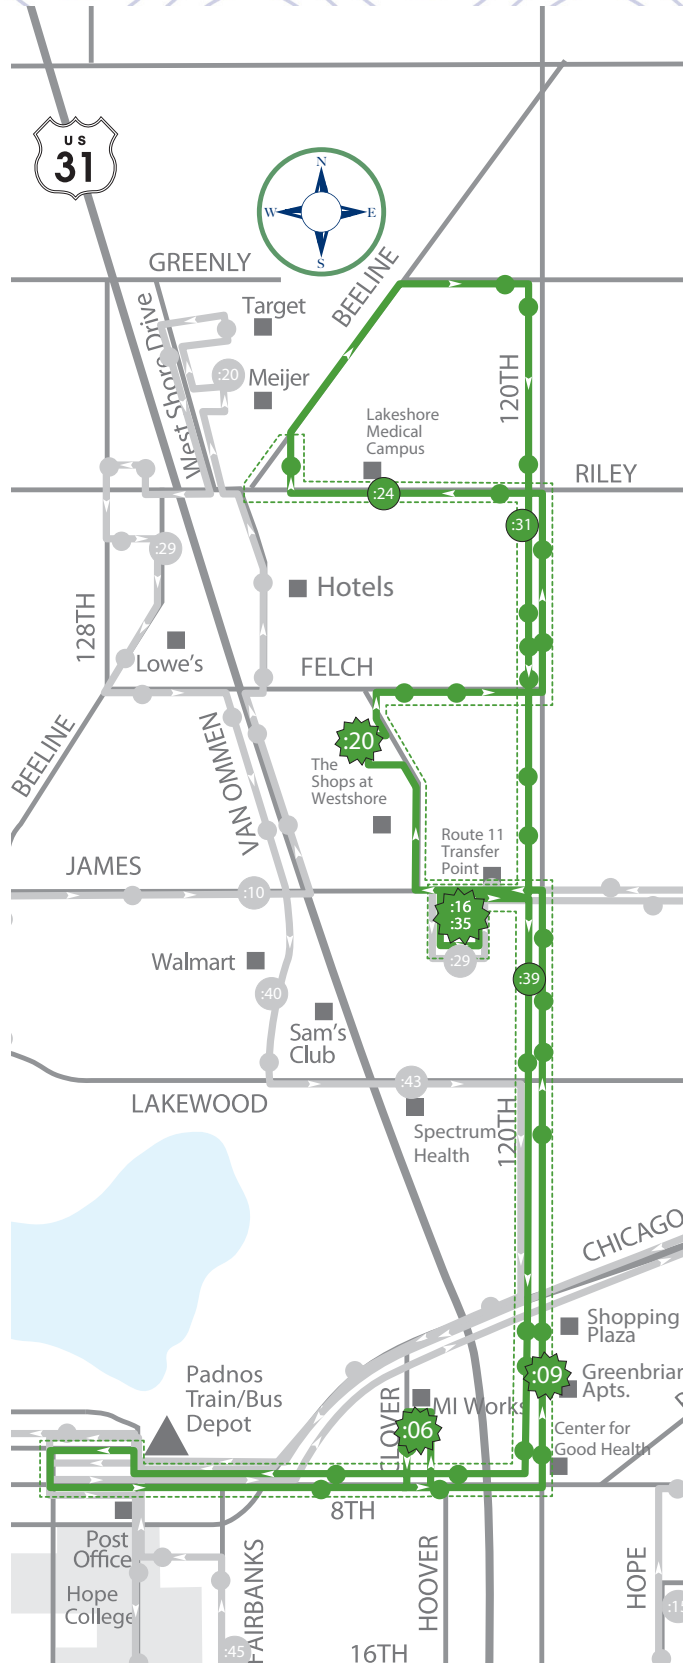 US
31
N
W
E
S
GREENLY
BEELINE
West Shore Drive
Target
:20
Meijer
120TH
Lakeshore
Medical
Campus
RILEY
:24
:31
:29
Hotels
128TH
Lowe's
FELCH
:20
BEELINE
VAN OMMEN
The
Shops at
Westshore
Route 11
Transfer
Point
JAMES
:10
:16
:35
Walmart
:29
:39
:40
Sam's
Club
:43
LAKEWOOD
120TH
Spectrum
Health
CHICAGO
Shopping
Plaza
Padnos
Train/Bus
Depot
:09
Greenbriar
Apts.
CLOVER
MI Works
:06
Center for
Good Health
8TH
Post
Office
Hope
College
FAIRBANKS
HOOVER
HOPE
:45
16TH